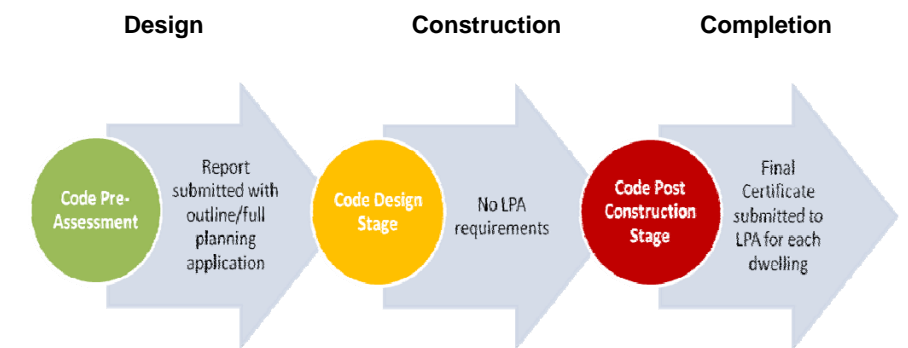 Design
Construction
Completion
Code Pre-
Assessment
Report
submitted with
outline/full
planning
application
Code Design
Stage
No LPA
requirements
Code Post
Construction
Stage
Final
Certificate
submitted to
LPA for each
dwelling